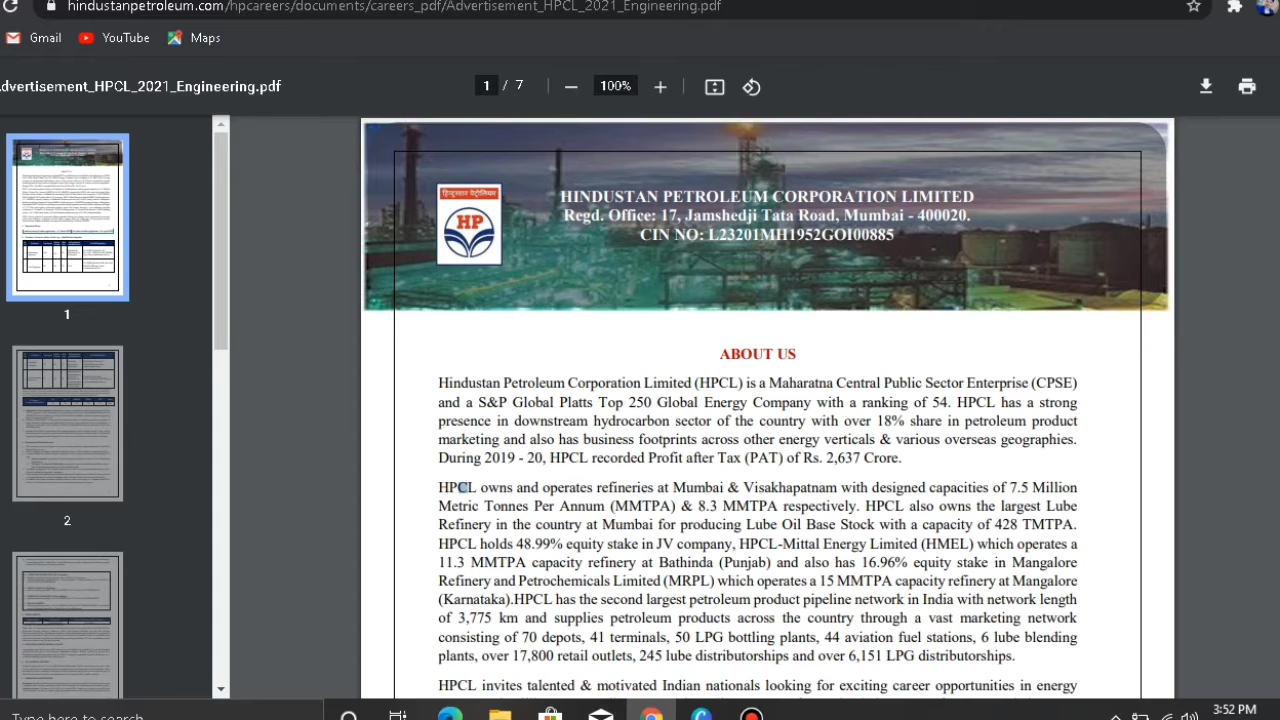 hindustanpetroleum.com/hpcareers/documents/careers_pdf/Advertisement_HPCL_2021_Engineering.pdf
Gmail YouTube Maps
dvertisement_HPCL_2021_Engineering.pdf 1 / 7 — 100% +
हिन्दुस्तान पेट्रोलियम
HP
HINDUSTAN PETROLEUM CORPORATION LIMITED
Regd. Office: 17, Jamshedji Tata Road, Mumbai - 400020.
CIN NO: L23201MH1952GOI00885
1
2
ABOUT US
Hindustan Petroleum Corporation Limited (HPCL) is a Maharatna Central Public Sector Enterprise (CPSE)
and a S&P Global Platts Top 250 Global Energy Company with a ranking of 54. HPCL has a strong
presence in downstream hydrocarbon sector of the country with over 18% share in petroleum product
marketing and also has business footprints across other energy verticals & various overseas geographies.
During 2019 - 20, HPCL recorded Profit after Tax (PAT) of Rs. 2,637 Crore.
HPCL owns and operates refineries at Mumbai & Visakhapatnam with designed capacities of 7.5 Million
Metric Tonnes Per Annum (MMTPA) & 8.3 MMTPA respectively. HPCL also owns the largest Lube
Refinery in the country at Mumbai for producing Lube Oil Base Stock with a capacity of 428 TMTPA.
HPCL holds 48.99% equity stake in JV company, HPCL-Mittal Energy Limited (HMEL) which operates a
11.3 MMTPA capacity refinery at Bathinda (Punjab) and also has 16.96% equity stake in Mangalore
Refinery and Petrochemicals Limited (MRPL) which operates a 15 MMTPA capacity refinery at Mangalore
(Karnataka).HPCL has the second largest petroleum product pipeline network in India with network length
of 3,775 km and supplies petroleum products across the country through a vast marketing network
consisting of 70 depots, 41 terminals, 50 LPG bottling plants, 44 aviation fuel stations, 6 lube blending
plants, over 17,800 retail outlets, 245 lube distributorships and over 6,151 LPG distributorships.
HPCL invites talented & motivated Indian nationals looking for exciting career opportunities in energy
Type here to search
3:52 PM